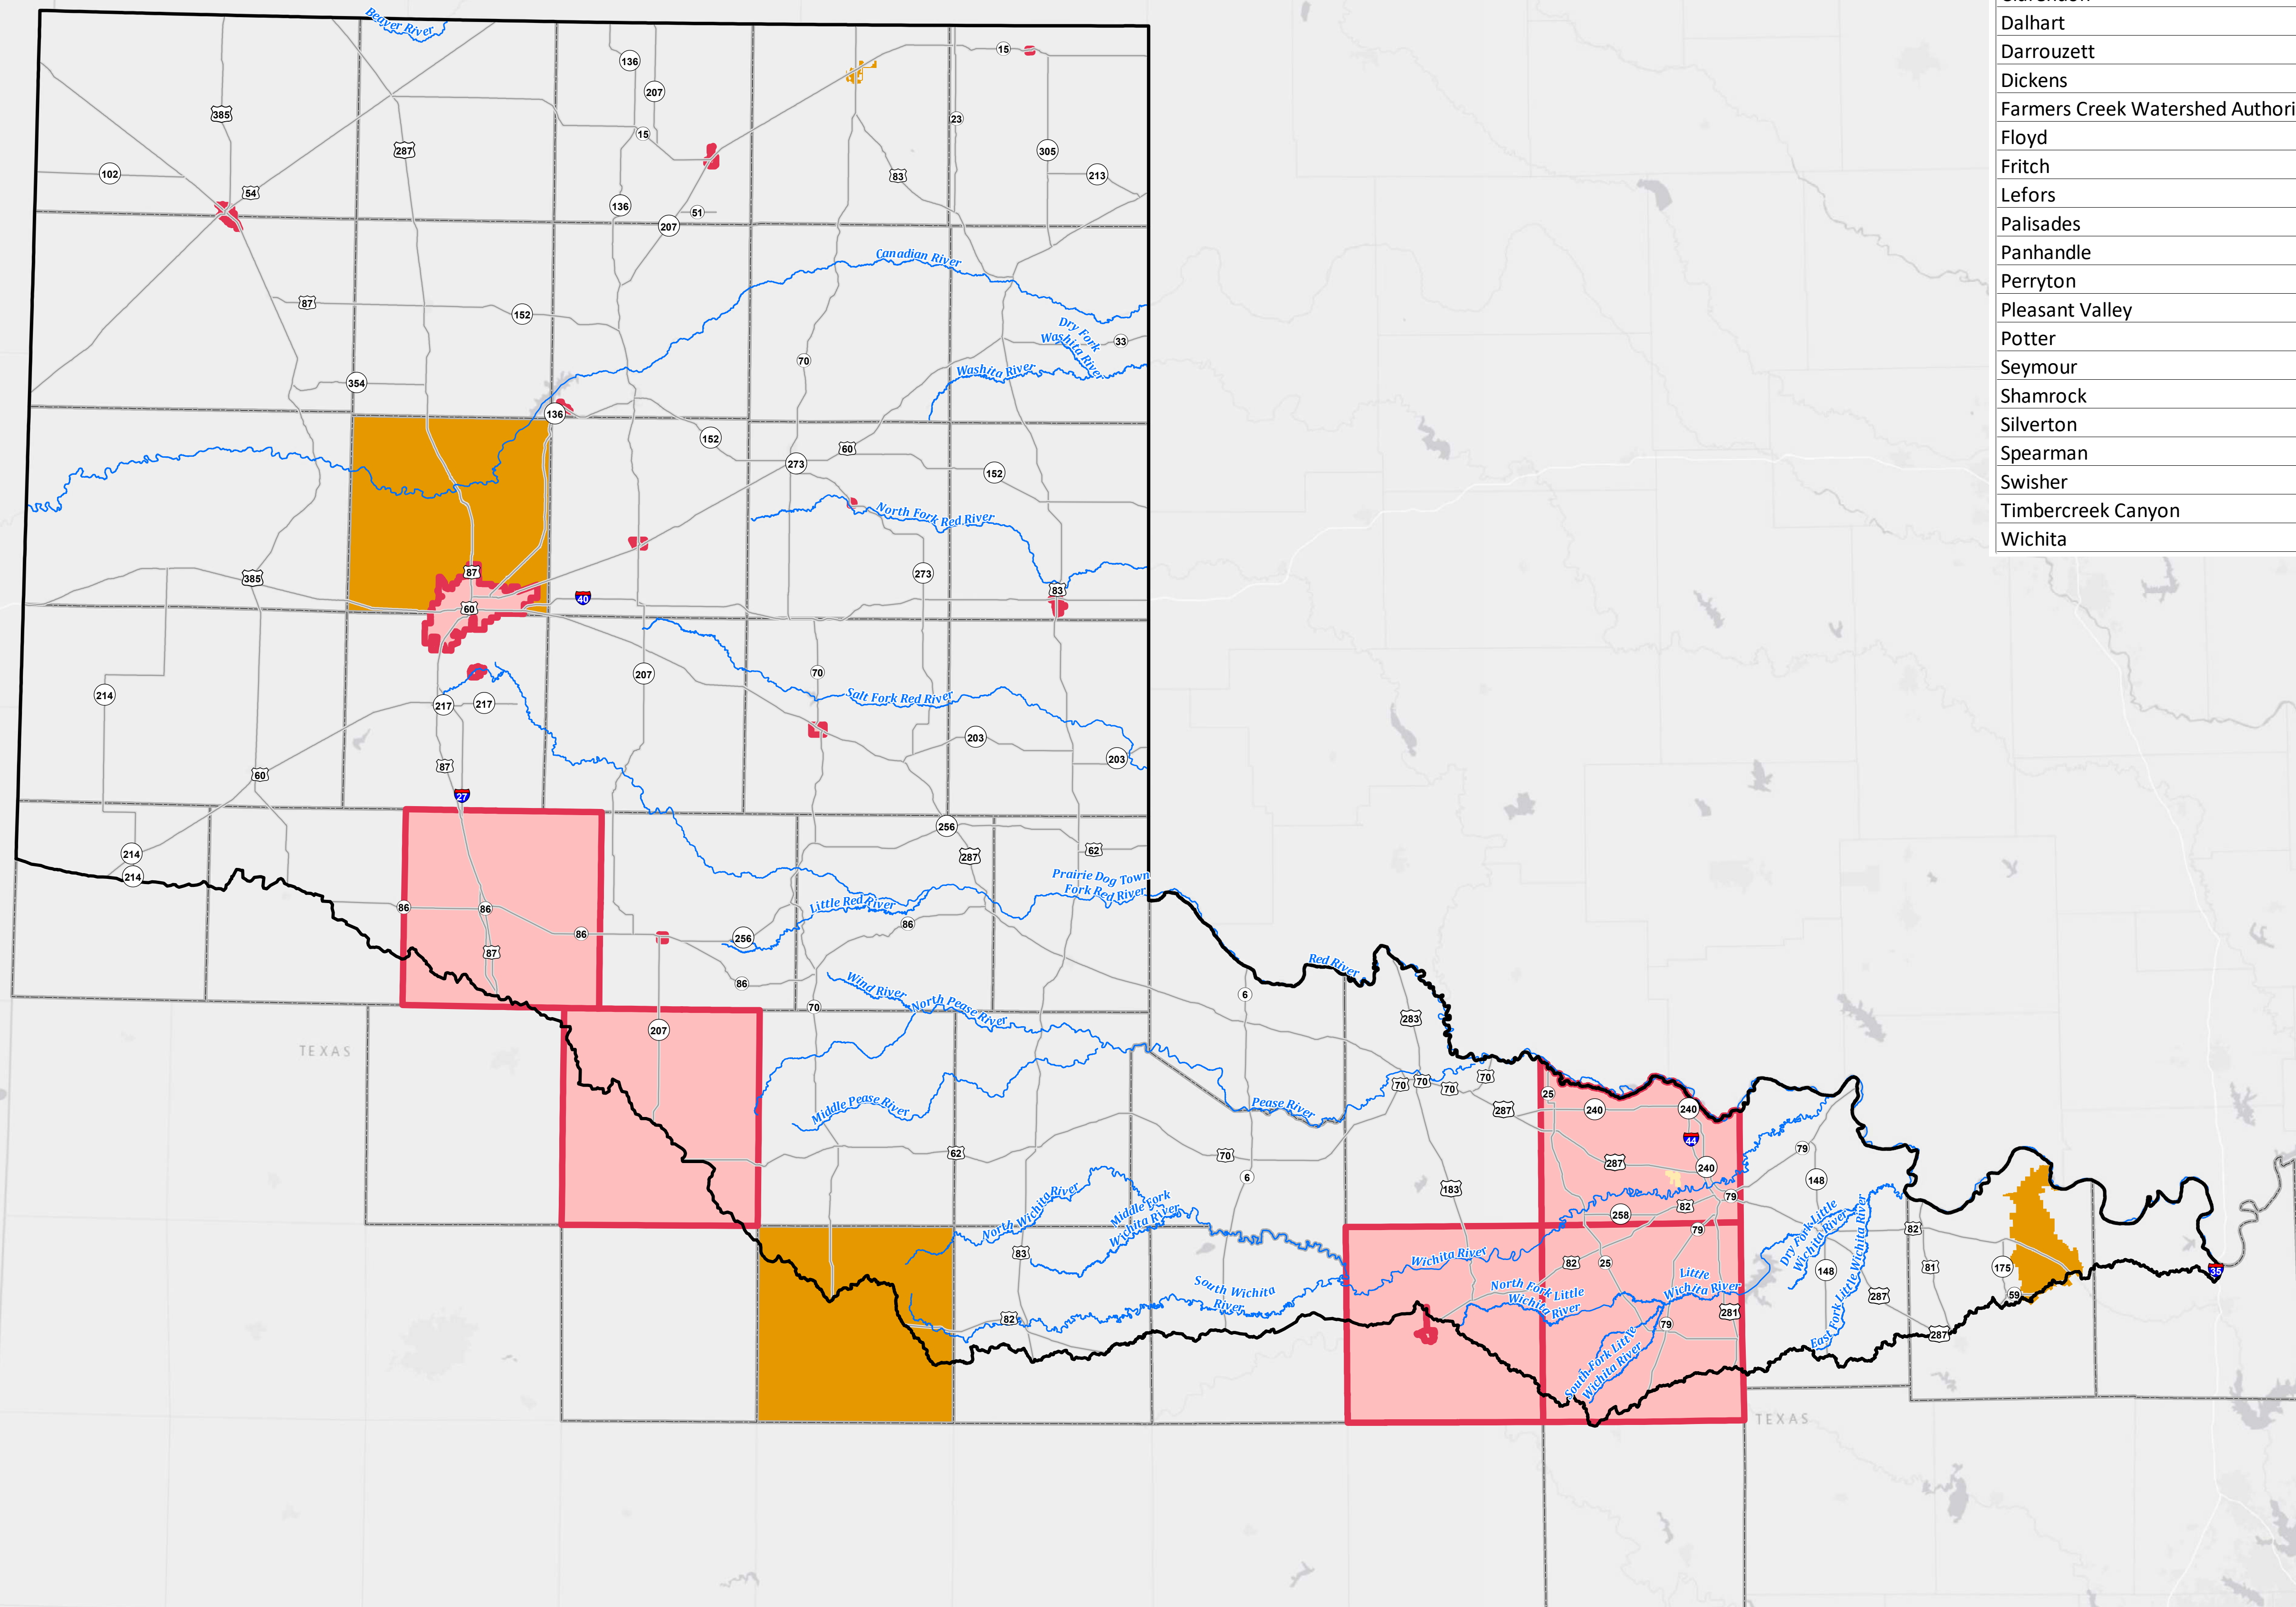 Dalhart
Darrouzett
Dickens
Farmers Creek Watershed Authori
Floyd
Fritch
Lefors
Palisades
Panhandle
Perryton
Pleasant Valley
Potter
Seymour
Shamrock
Silverton
Spearman
Swisher
Timbercreek Canyon
Wichita
Beaver River
15
136
207
385
23
15
287
305
102
83
213
54
136
51
207
Canadian River
87
152
Dry Fork
Washita River
33
70
Washita River
354
136
152
60
273
152
North Fork Red River
87
385
273
83
40
60
207
70
214
Salt Fork Red River
217
217
203
203
87
60
27
256
214
287
62
214
Prairie Dog Town
Fork Red River
Little Red River
86
86
86
86
256
87
Red River
86
Wind River
6
North Pease River
70
283
207
TEXAS
70
70
70
70
25
Middle Pease River
Pease River
287
240
240
44
79
62
70
287
240
6
148
183
79
North Wichita River
Middle Fork
Wichita River
82
258
Dry Fork Little
Wichita River
East Fork Little Wichita River
82
79
83
Wichita River
82
25
148
81
175
35
South Wichita
River
North Fork Little
Wichita River
Little
Wichita River
287
59
82
281
79
287
South Fork Little
Wichita River
TEXAS